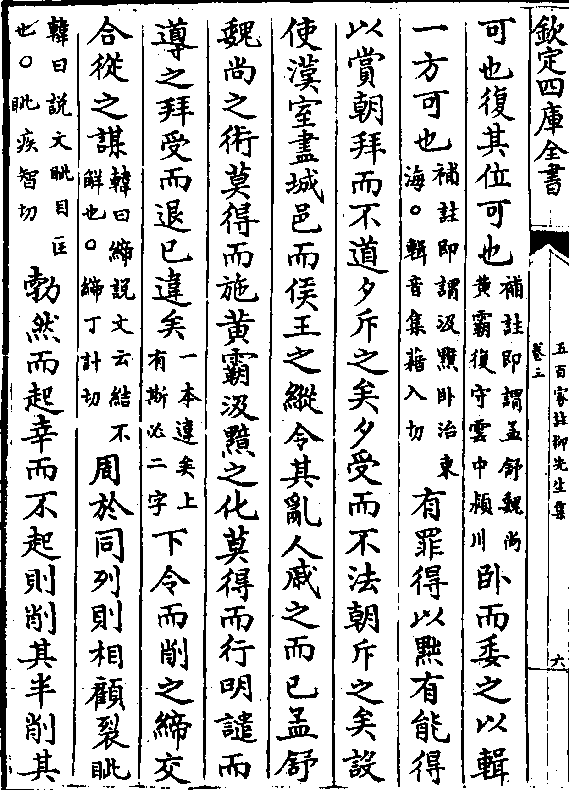 欽定四庫全書
五百家註柳先生集
卷三
六
可也復其位可也補註即謂孟舒魏尚黄霸復守雲中頴川卧而委之以輯
一方可也補註即謂汲黯卧治東海○輯音集籍入切有罪得以黜有能得
以賞朝拜而不道夕斥之矣夕受而不法朝斥之矣設
使漢室盡城邑而侯王之縱令其亂人戚之而已孟舒
魏尚之術莫得而施黄霸汲黯之化莫得而行明譴而
導之拜受而退已違矣一本違矣上有斯必二字下令而削之締交
合從之謀韓曰締説文云結不解也○締丁計切周於同列則相顧裂眦
韓曰説文眦目匡也○眦疾智切勃然而起幸而不起則削其半削其